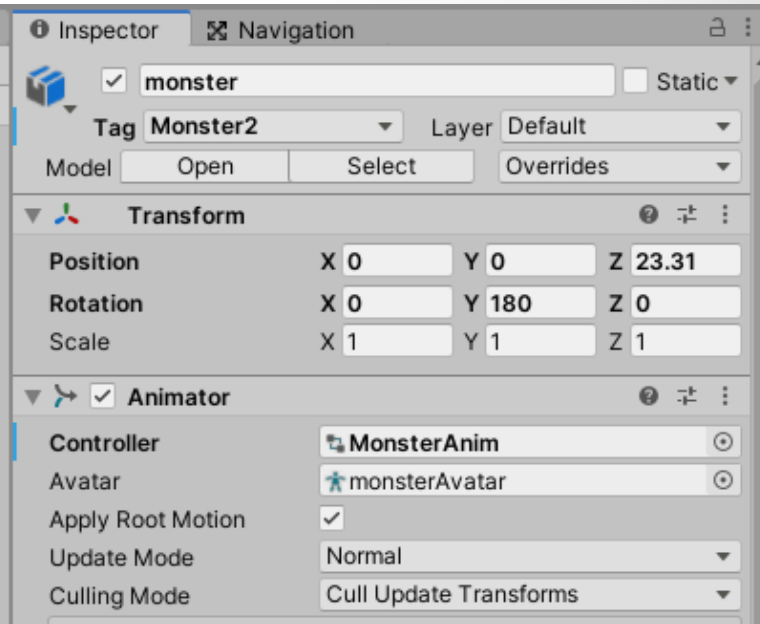 Inspector Navigation
monster Static
Tag Monster2 Layer Default
Model Open Select Overrides
Transform
Position X 0 Y 0 Z 23.31
Rotation X 0 Y 180 Z 0
Scale X 1 Y 1 Z 1
Animator
Controller MonsterAnim
Avatar monsterAvatar
Apply Root Motion
Update Mode Normal
Culling Mode Cull Update Transforms